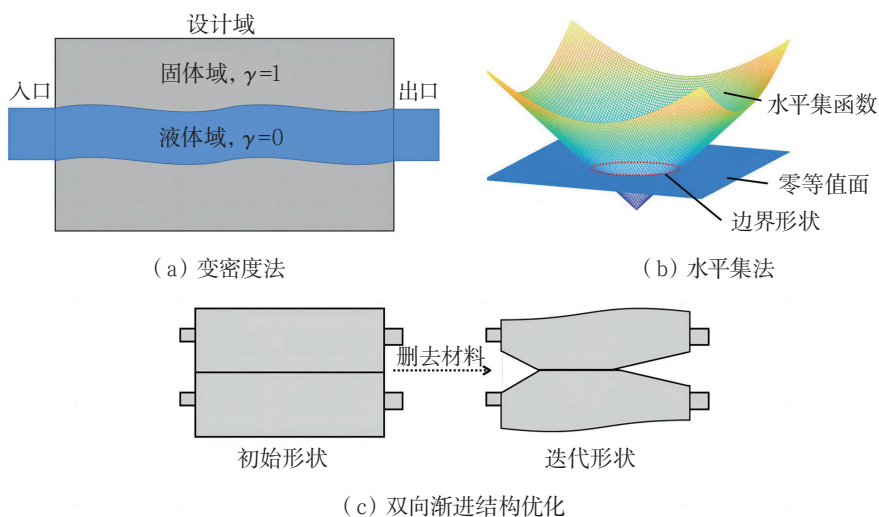 设计域
固体域, γ=1
入口
出口
液体域, γ=0
水平集函数
零等值面
边界形状
（a）变密度法
（b）水平集法
删去材料
初始形状
迭代形状
（c）双向渐进结构优化